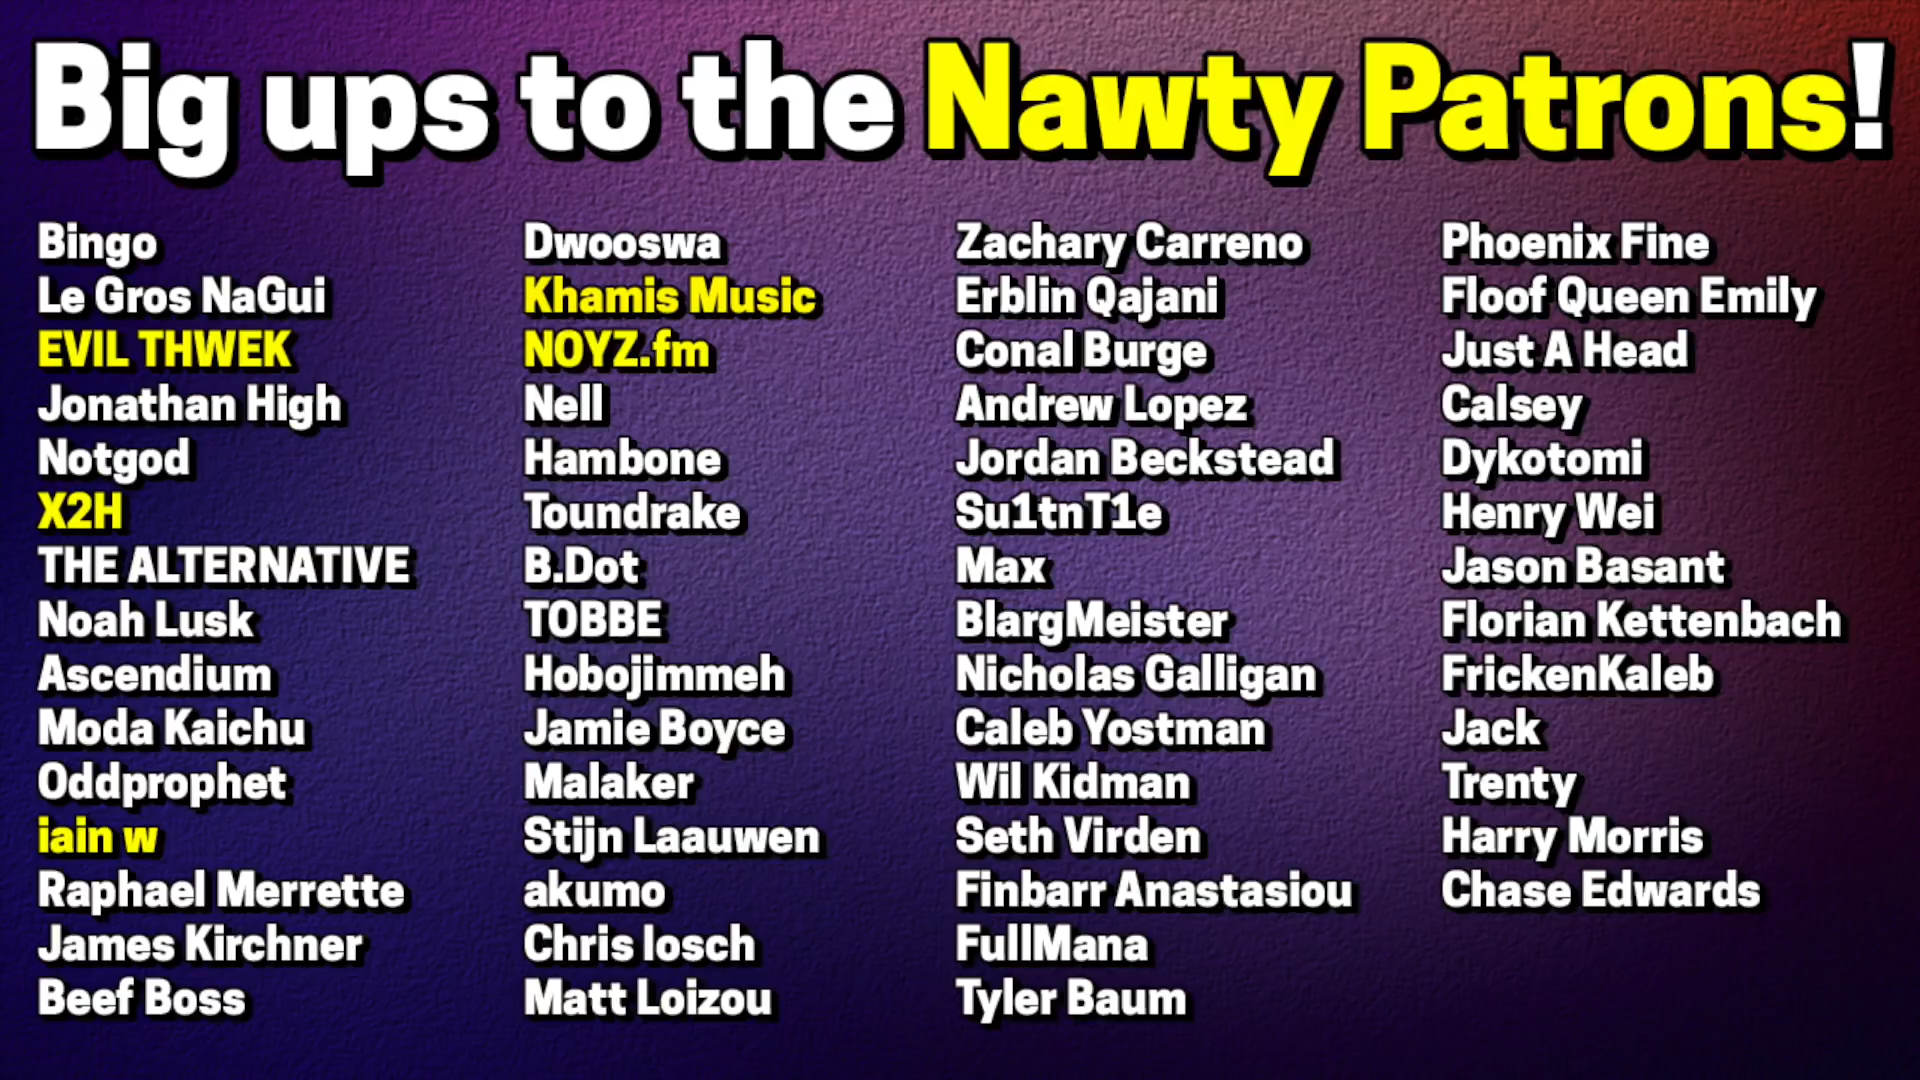 Big ups to the Nawty Patrons!
Bingo
Le Gros NaGui
EVIL THWEK
Jonathan High
Notgod
X2H
THE ALTERNATIVE
Noah Lusk
Ascendium
Moda Kaichu
Oddprophet
iain w
Raphael Merrette
James Kirchner
Beef Boss
Dwooswa
Khamis Music
NOYZ.fm
Nell
Hambone
Toundrake
B.Dot
TOBBE
Hobojimmeh
Jamie Boyce
Malaker
Stijn Laauwen
akumo
Chris Iosch
Matt Loizou
Zachary Carreno
Erblin Qajani
Conal Burge
Andrew Lopez
Jordan Beckstead
Su1tnT1e
Max
BlargMeister
Nicholas Galligan
Caleb Yostman
Wil Kidman
Seth Virden
Finbarr Anastasiou
FullMana
Tyler Baum
Phoenix Fine
Floof Queen Emily
Just A Head
Calsey
Dykotomi
Henry Wei
Jason Basant
Florian Kettenbach
FrickenKaleb
Jack
Trenty
Harry Morris
Chase Edwards